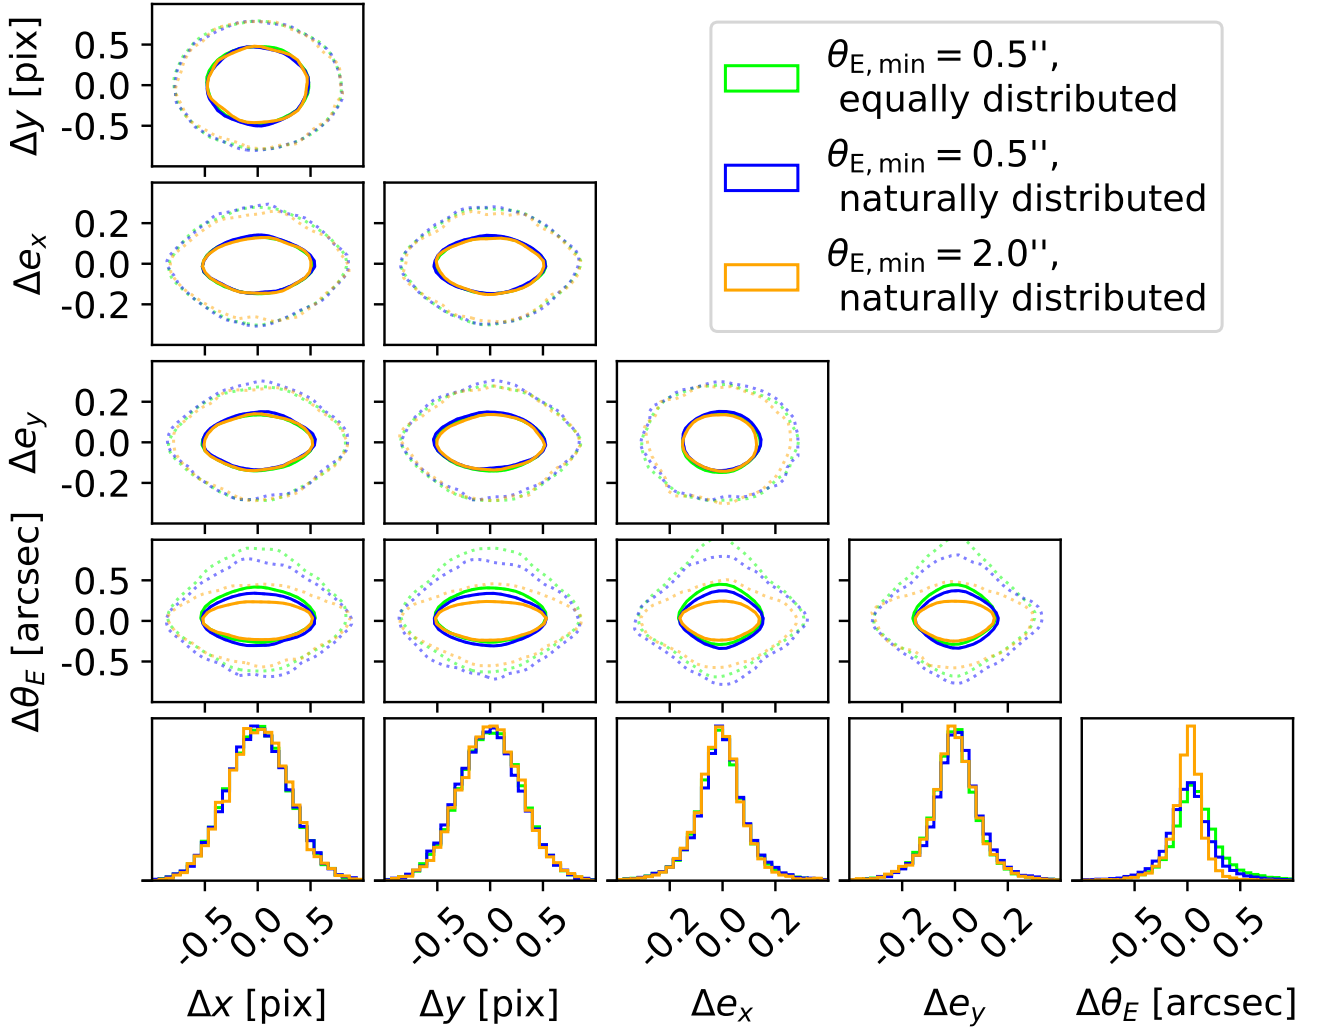 Δy [pix]
0.5
0.0
-0.5
θE, min = 0.5'',
equally distributed
θE, min = 0.5'',
naturally distributed
θE, min = 2.0'',
naturally distributed
Δex
0.2
0.0
-0.2
Δey
0.2
0.0
-0.2
ΔθE [arcsec]
0.5
0.0
-0.5
-0.5 0.0 0.5 -0.5 0.0 0.5 -0.2 0.0 0.2 -0.2 0.0 0.2 -0.5 0.0 0.5
Δx [pix] Δy [pix] Δex Δey ΔθE [arcsec]